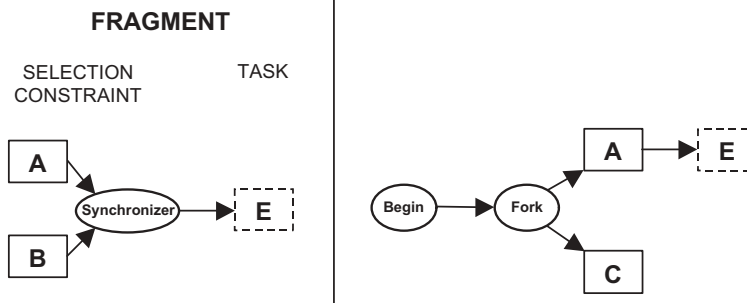 FRAGMENT
SELECTION
CONSTRAINT
TASK
A
Synchronizer
E
B
Begin
Fork
A
E
C